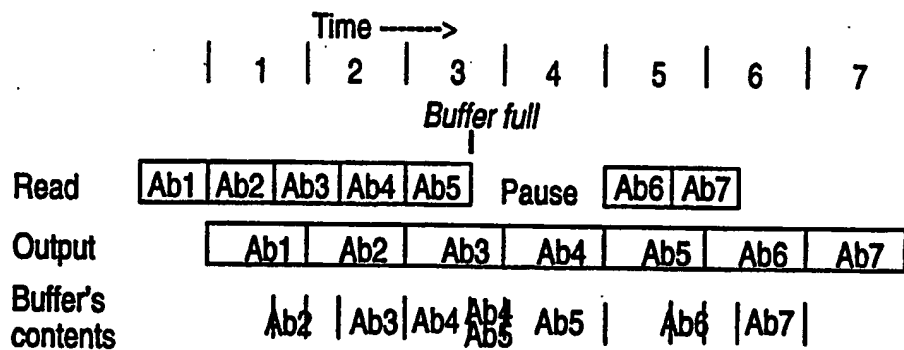 Time ------>
| 1 | 2 | 3 | 4 | 5 | 6 | 7
Buffer full
Read Ab1 Ab2 Ab3 Ab4 Ab5 Pause Ab6 Ab7
Output Ab1 Ab2 Ab3 Ab4 Ab5 Ab6 Ab7
Buffer's
contents Ab2 Ab3 Ab4 Ab4 Ab5 Ab5 Ab6 Ab7